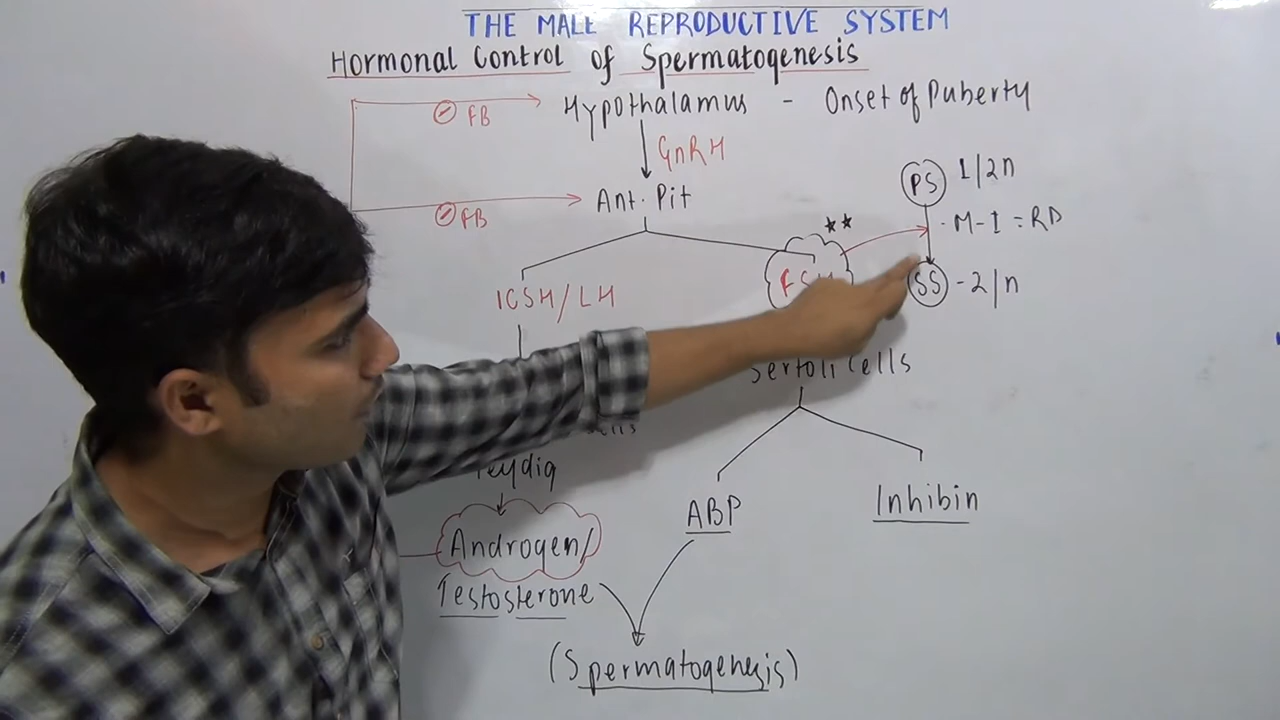 THE MALE REPRODUCTIVE SYSTEM
Hormonal Control of Spermatogenesis
⊖ FB
Hypothalamus - Onset of Puberty
GnRH
⊖ FB
Ant. Pit
PS 1/2n
** 
- M-I = RD
ICSH/LH
FSH
SS - 2/n
Sertoli Cells
Leydig
ABP
Inhibin
Androgen/
Testosterone
(Spermatogenesis)